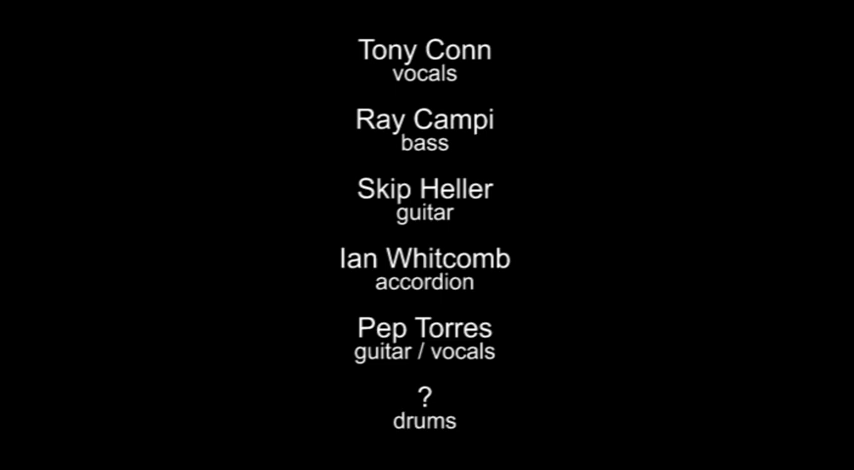 Tony Conn
vocals
Ray Campi
bass
Skip Heller
guitar
Ian Whitcomb
accordion
Pep Torres
guitar / vocals
?
drums